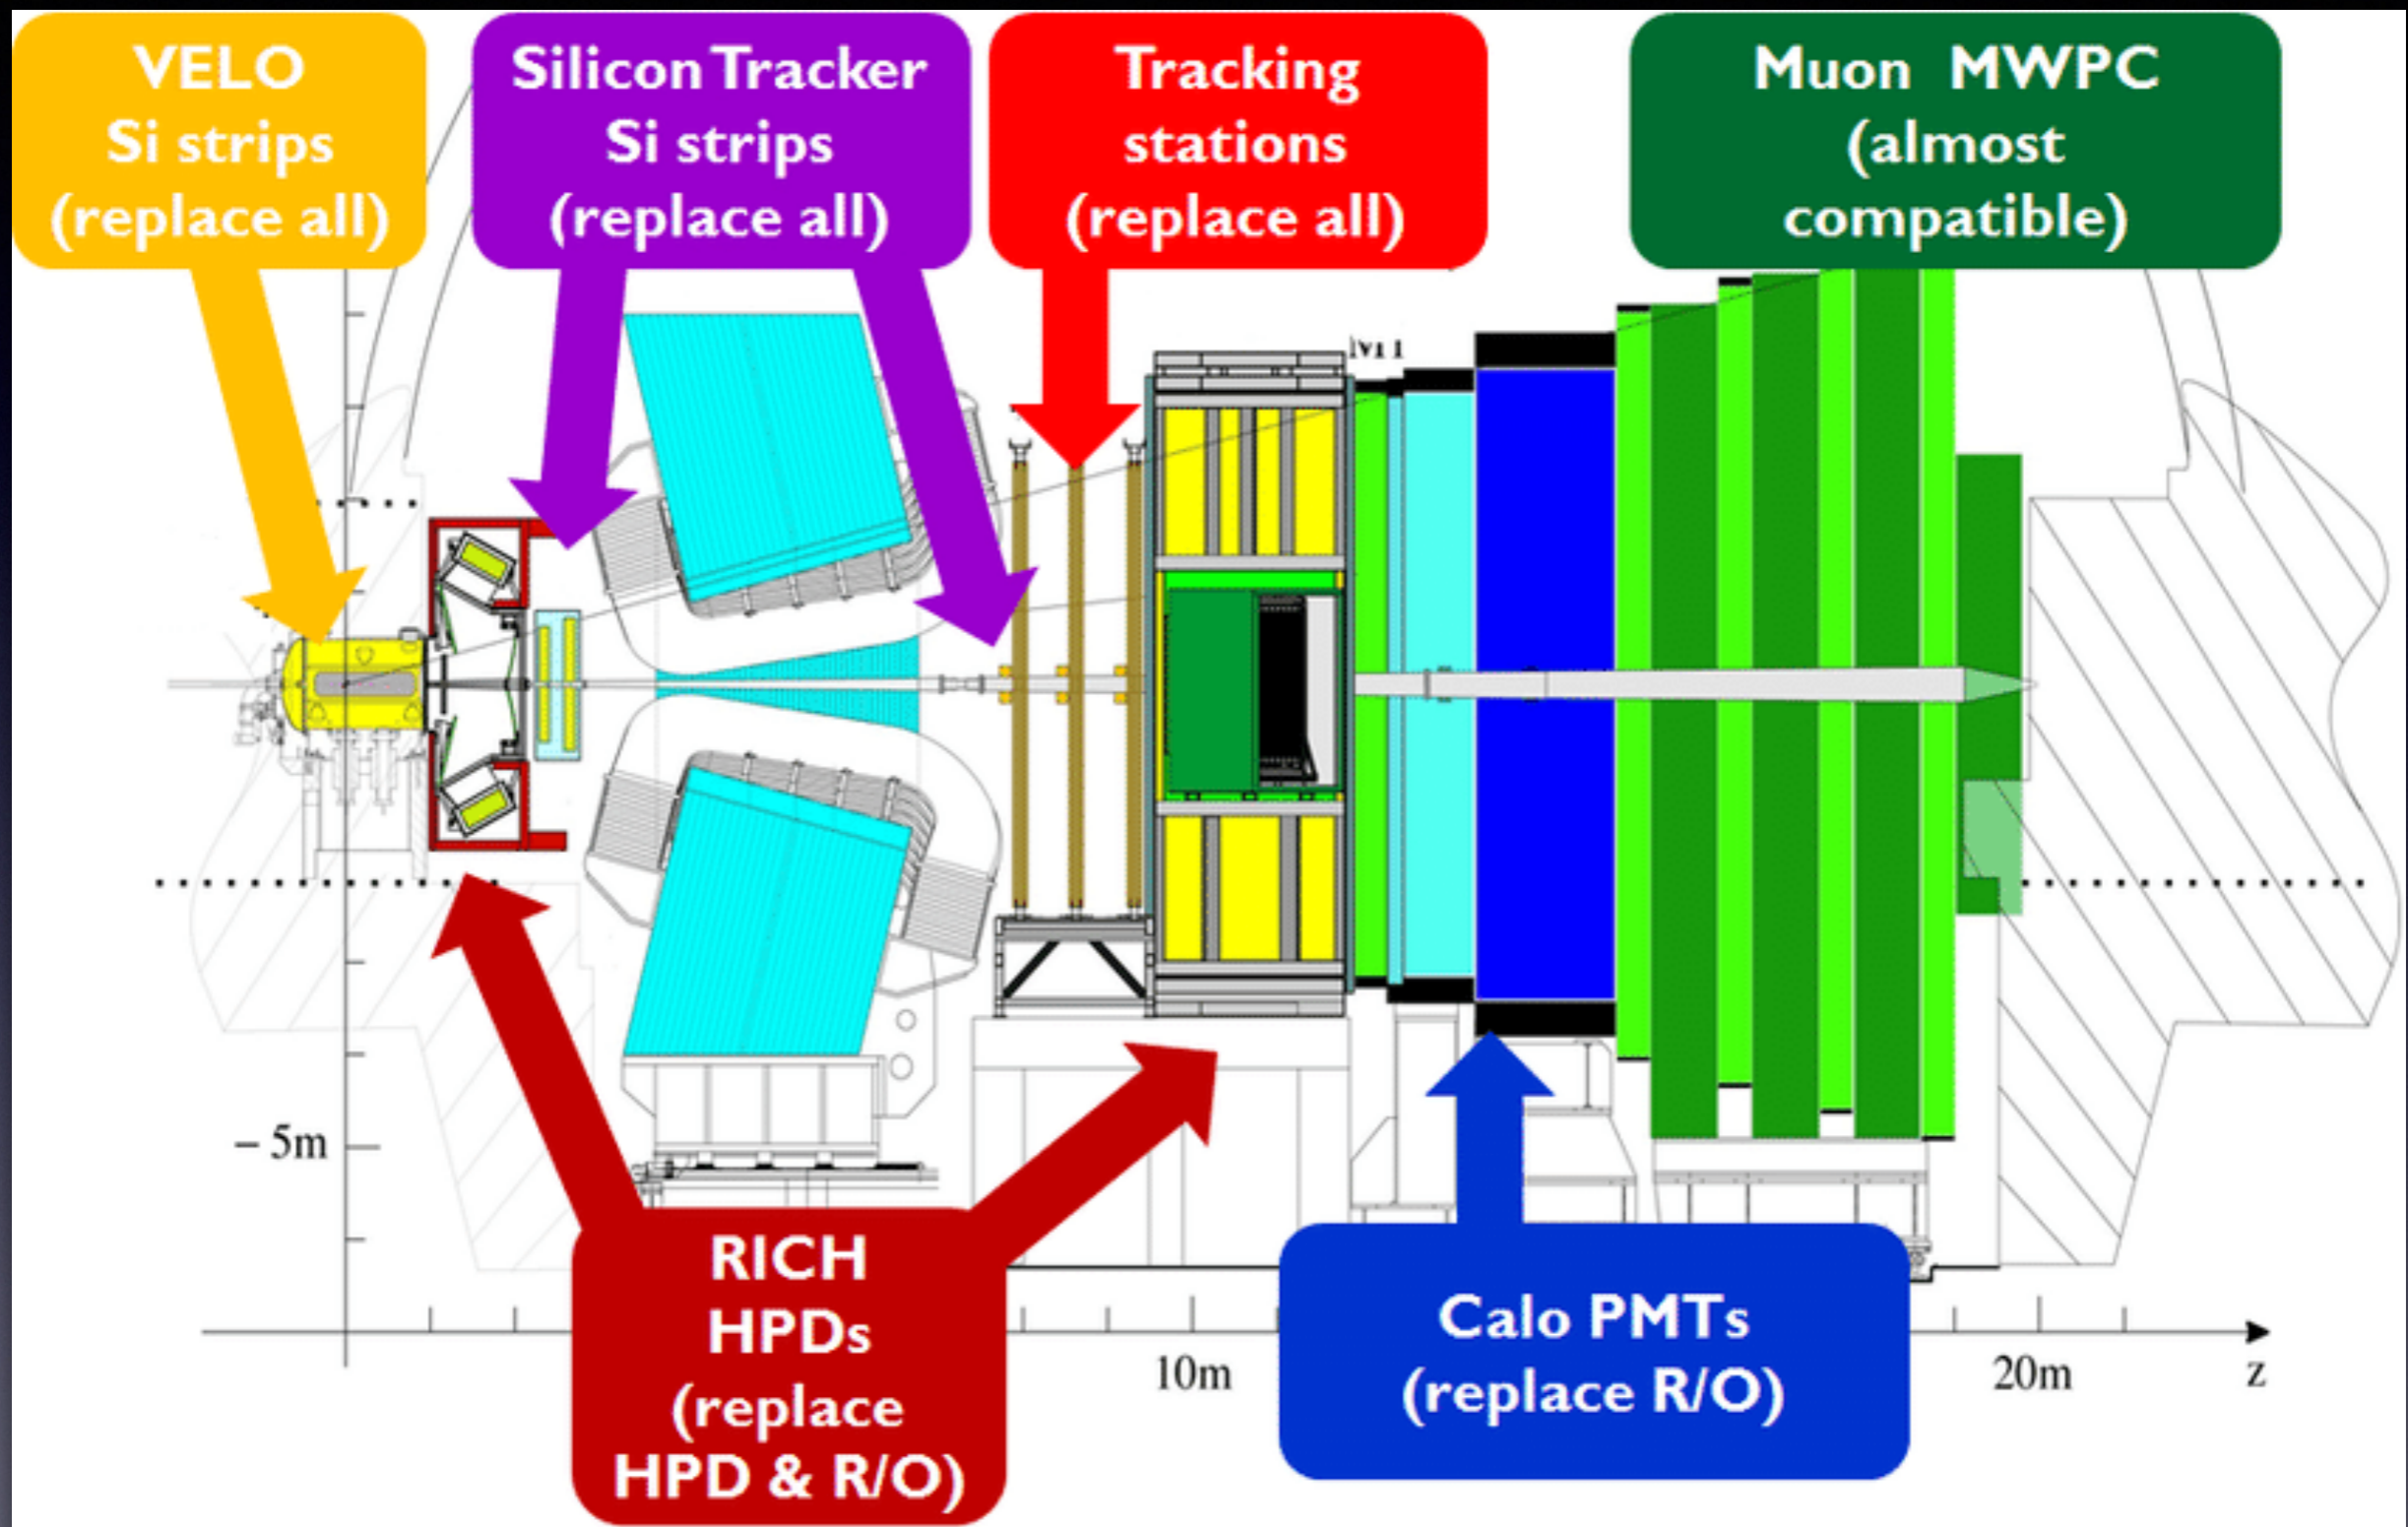 VELO
Si strips
(replace all)
Silicon Tracker
Si strips
(replace all)
Tracking
stations
(replace all)
Muon MWPC
(almost
compatible)
– 5m
RICH
HPDs
(replace
HPD & R/O)
Calo PMTs
(replace R/O)
10m
20m
z